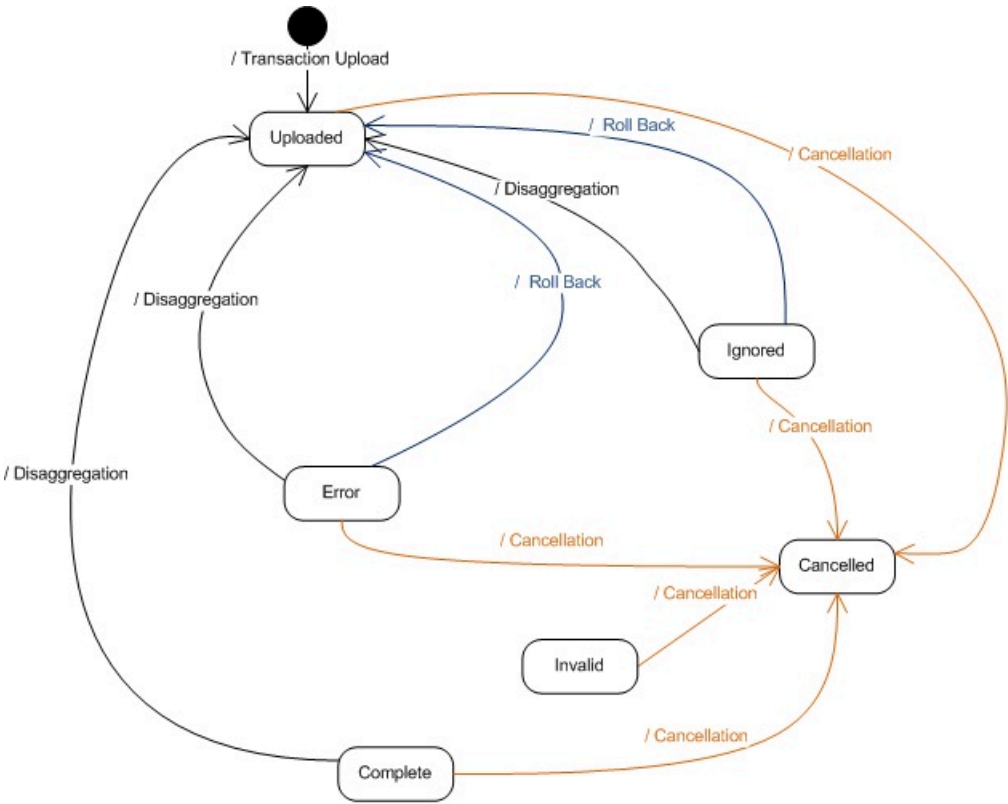 / Transaction Upload
Uploaded
/ Roll Back
/ Cancellation
/ Disaggregation
/ Roll Back
/ Disaggregation
Ignored
/ Cancellation
/ Disaggregation
Error
/ Cancellation
Cancelled
/ Cancellation
Invalid
/ Cancellation
Complete